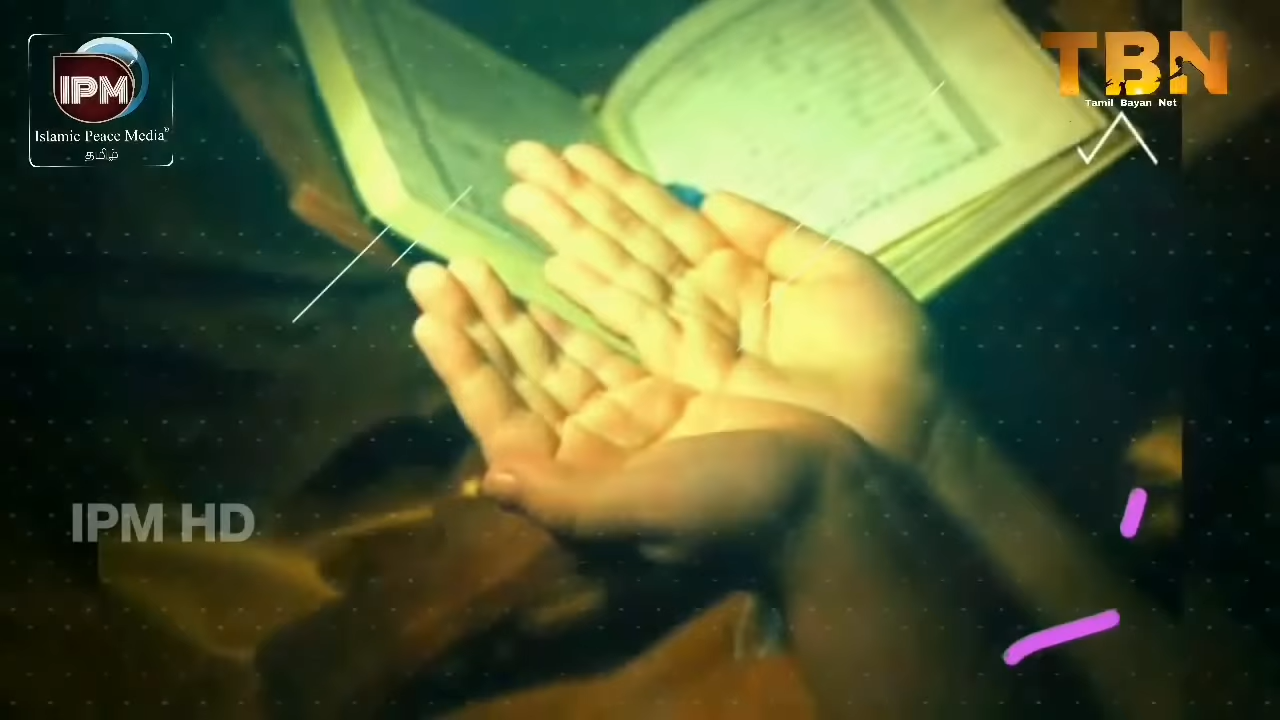 IPM
Islamic Peace Media
தமிழ்
TBN
Tamil Bayan Net
IPM HD